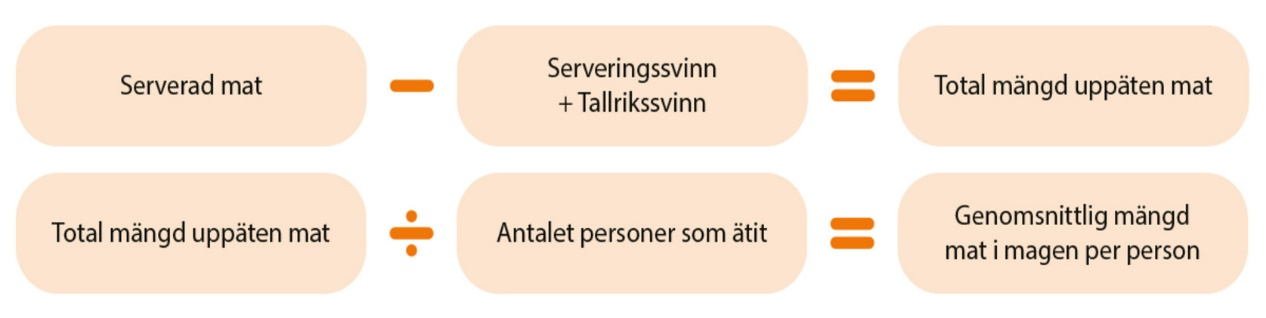 Serverad mat
Serveringssvinn
+ Tallrikssvinn
Total mängd uppäten mat
Total mängd uppäten mat
Antalet personer som ätit
Genomsnittlig mängd
mat i magen per person